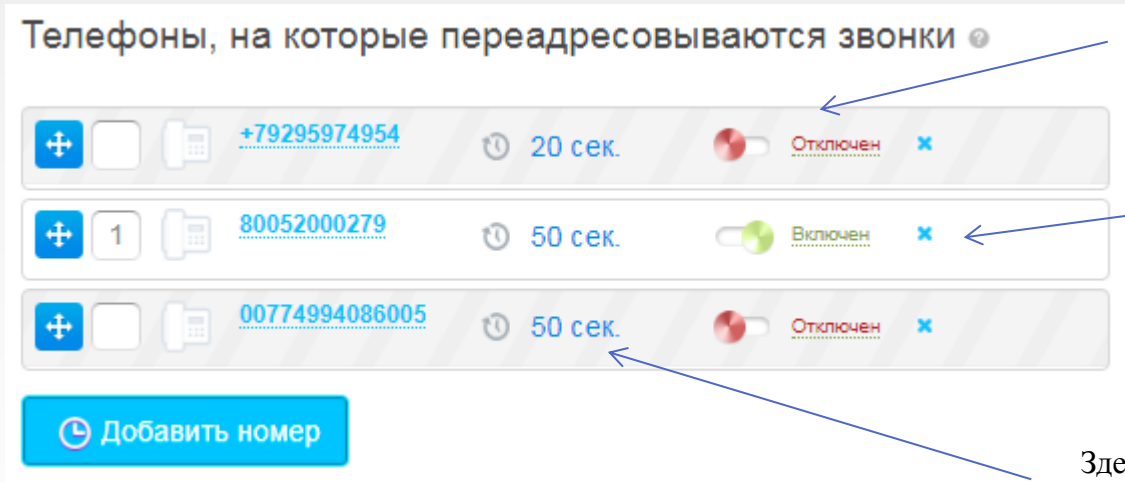 Телефоны, на которые переадресовываются звонки
+79295974954 20 сек. Отключен
1 80052000279 50 сек. Включен
00774994086005 50 сек. Отключен
Добавить номер
Зде